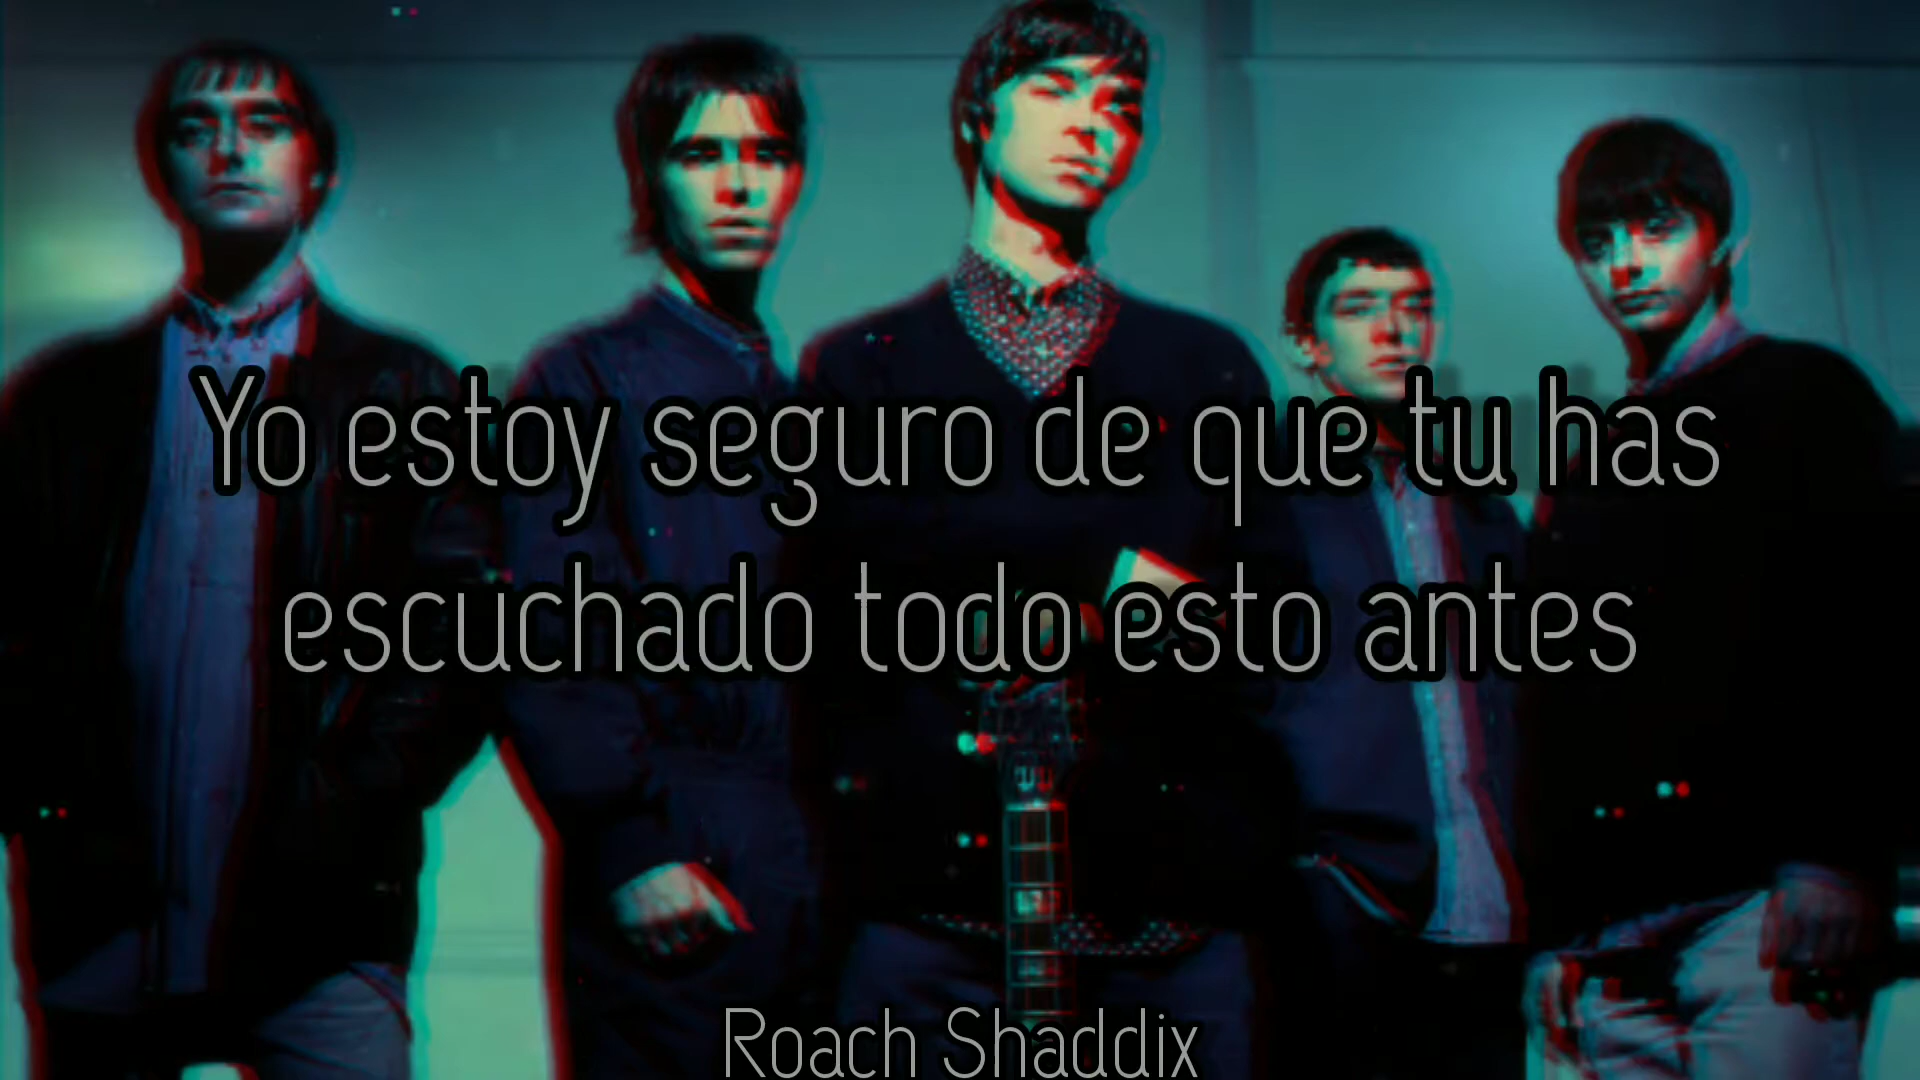 Yo estoy seguro de que tu has
escuchado todo esto antes
Roach Shaddix